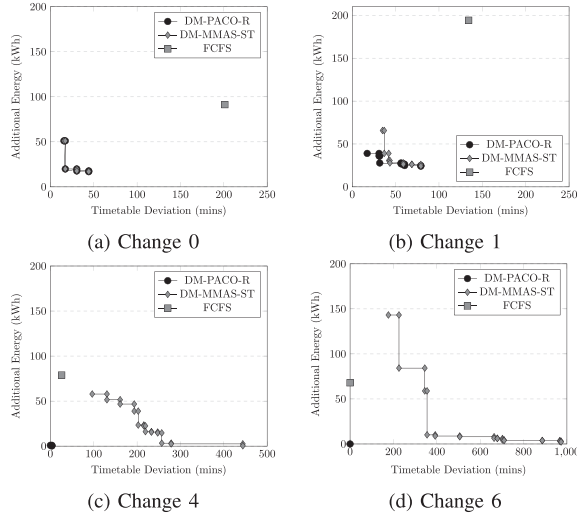 200
150
100
50
0
Additional Energy (kWh)
DM-PACO-R
DM-MMAS-ST
FCFS
0 50 100 150 200 250
Timetable Deviation (mins)
(a) Change 0
200
150
100
50
0
Additional Energy (kWh)
DM-PACO-R
DM-MMAS-ST
FCFS
0 50 100 150 200 250
Timetable Deviation (mins)
(b) Change 1
200
150
100
50
0
Additional Energy (kWh)
DM-PACO-R
DM-MMAS-ST
FCFS
0 100 200 300 400 500
Timetable Deviation (mins)
(c) Change 4
200
150
100
50
0
Additional Energy (kWh)
DM-PACO-R
DM-MMAS-ST
FCFS
0 200 400 600 800 1,000
Timetable Deviation (mins)
(d) Change 6